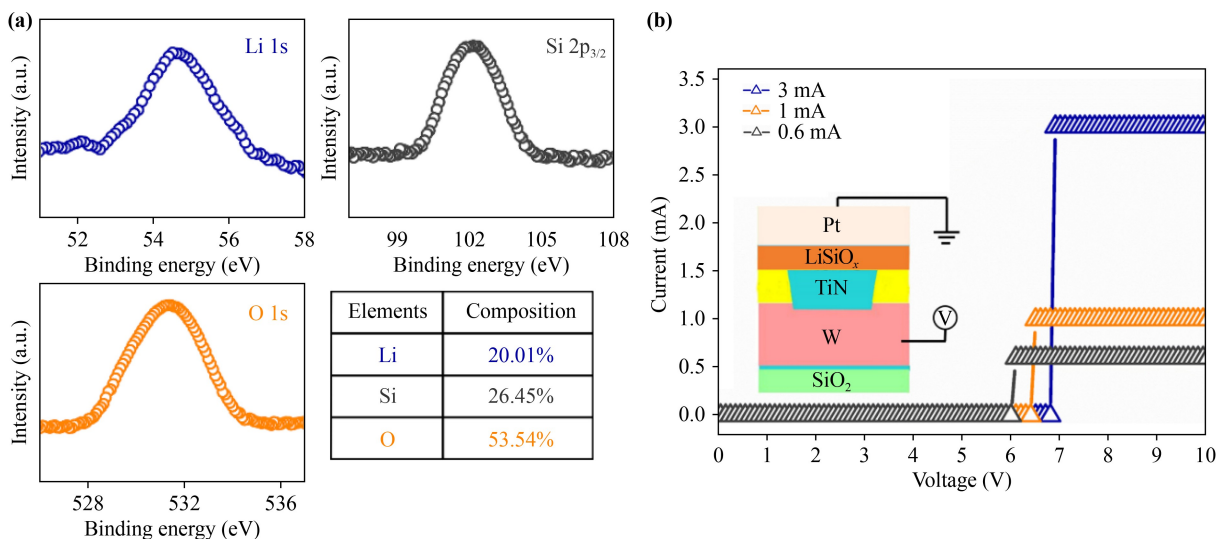 (a)
Li 1s
Intensity (a.u.)
52 54 56 58
Binding energy (eV)
Si 2p3/2
Intensity (a.u.)
99 102 105 108
Binding energy (eV)
O 1s
Intensity (a.u.)
528 532 536
Binding energy (eV)
Elements Composition
Li 20.01%
Si 26.45%
O 53.54%
(b)
3 mA
1 mA
0.6 mA
Current (mA)
3.5
3.0
2.5
2.0
1.5
1.0
0.5
0.0
Pt
LiSiOx
TiN
W
V
SiO2
0 1 2 3 4 5 6 7 8 9 10
Voltage (V)